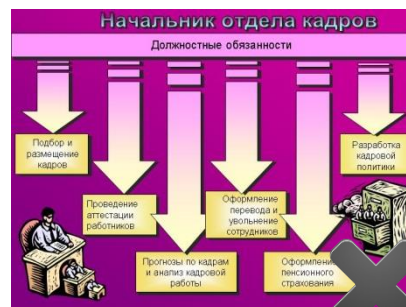 Начальник отдела кадров
Должностные обязанности
Подбор и
размещение
кадров
Проведение
аттестации
работников
Прогнозы по кадрам
и анализ кадровой
работы
Оформление
перевода и
увольнение
сотрудников
Оформление
пенсионного
страхования
Разработка
кадровой
политики